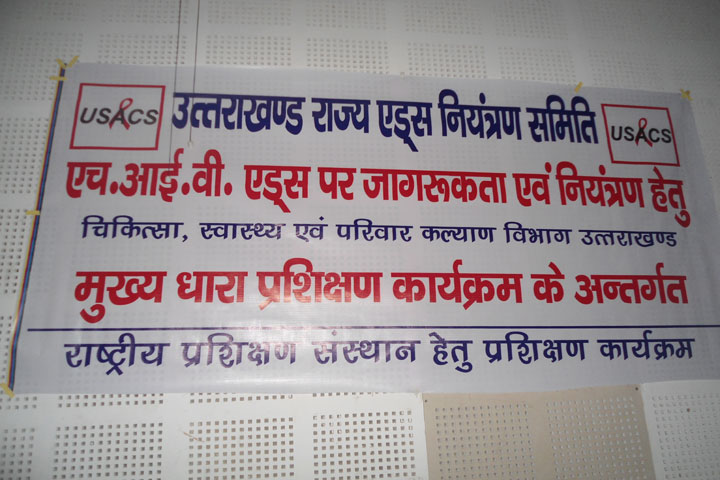 USACS उत्तराखण्ड राज्य एड्स नियंत्रण समिति USACS
एच.आई.वी. एड्स पर जागरूकता एवं नियंत्रण हेतु
चिकित्सा, स्वास्थ्य एवं परिवार कल्याण विभाग उत्तराखण्ड
मुख्य धारा प्रशिक्षण कार्यक्रम के अन्तर्गत
राष्ट्रीय प्रशिक्षण संस्थान हेतु प्रशिक्षण कार्यक्रम